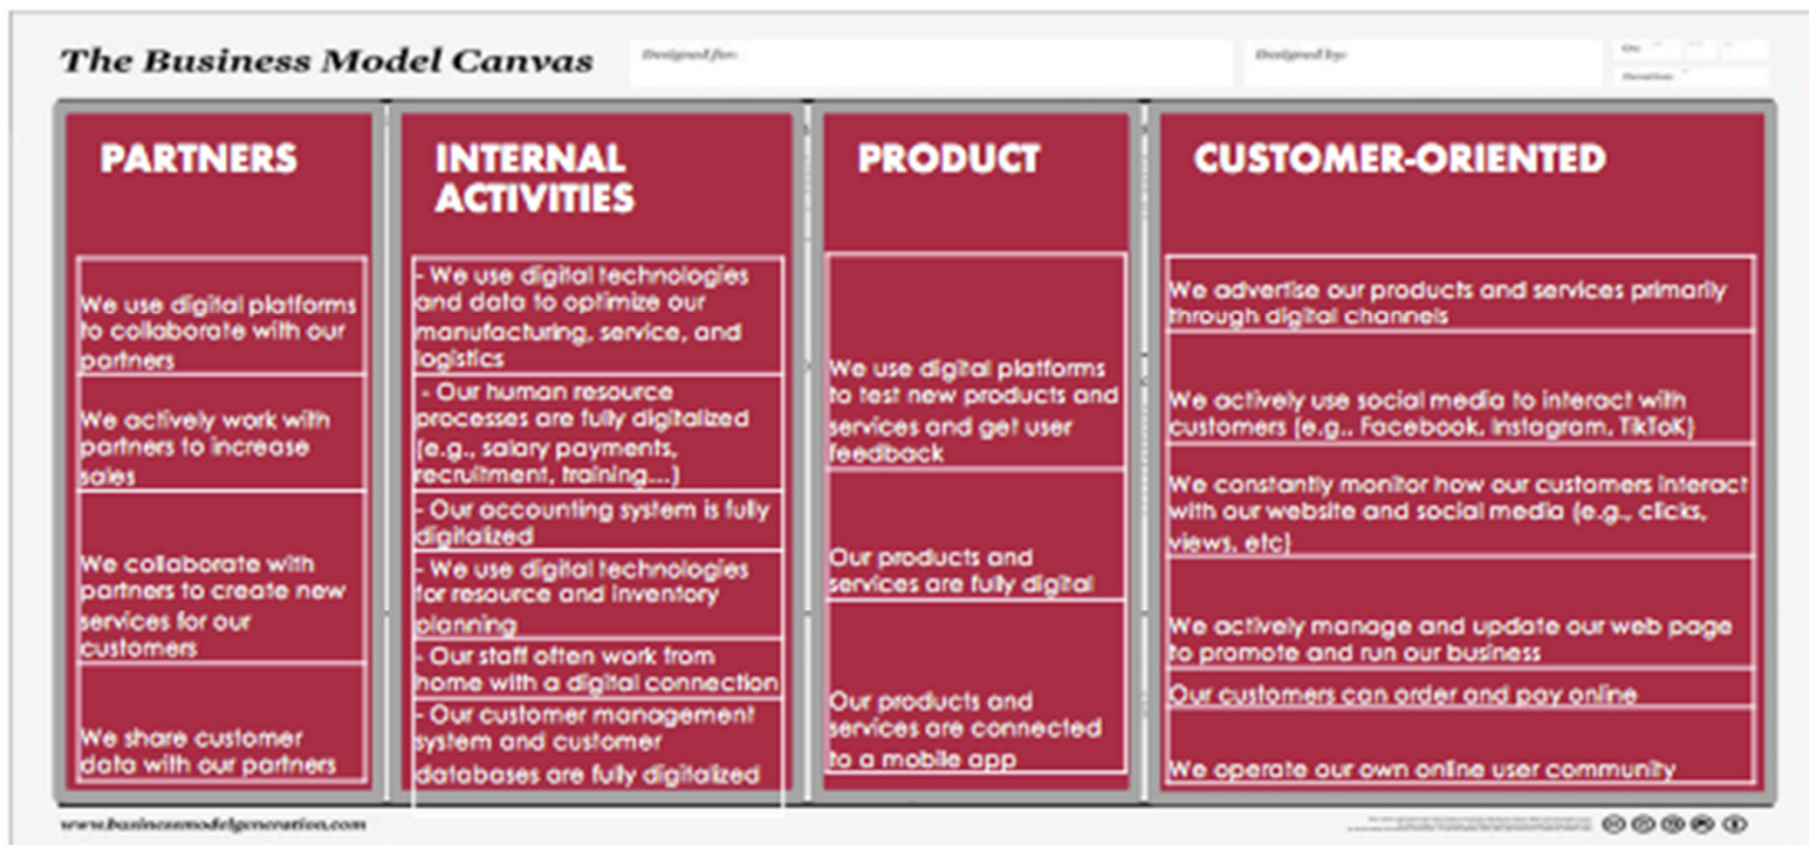 The Business Model Canvas
Designed for:
Designed by:
On:
Iteration:
PARTNERS
We use digital platforms
to collaborate with our
partners
We actively work with
partners to increase
sales
We collaborate with
partners to create new
services for our
customers
We share customer
data with our partners
INTERNAL
ACTIVITIES
- We use digital technologies
and data to optimize our
manufacturing, service, and
logistics
- Our human resource
processes are fully digitalized
(e.g., salary payments,
recruitment, training...)
- Our accounting system is fully
digitalized
- We use digital technologies
for resource and inventory
planning
- Our staff often work from
home with a digital connection
- Our customer management
system and customer
databases are fully digitalized
PRODUCT
We use digital platforms
to test new products and
services and get user
feedback
Our products and
services are fully digital
Our products and
services are connected
to a mobile app
CUSTOMER-ORIENTED
We advertise our products and services primarily
through digital channels
We actively use social media to interact with
customers (e.g., Facebook, Instagram, TikToK)
We constantly monitor how our customers interact
with our website and social media (e.g., clicks,
views, etc)
We actively manage and update our web page
to promote and run our business
Our customers can order and pay online
We operate our own online user community
www.businessmodelgeneration.com